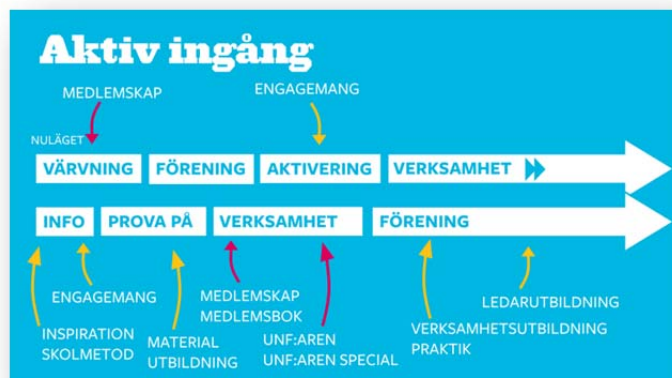 Aktiv ingång
MEDLEMSKAP
ENGAGEMANG
NULÄGET
VÄRVNING FÖRENING AKTIVERING VERKSAMHET
INFO PROVA PÅ VERKSAMHET FÖRENING
ENGAGEMANG
INSPIRATION
SKOLMETOD
MATERIAL
UTBILDNING
MEDLEMSKAP
MEDLEMSBOK
UNF:AREN
UNF:AREN SPECIAL
LEDARUTBILDNING
VERKSAMHETSUTBILDNING
PRAKTIK